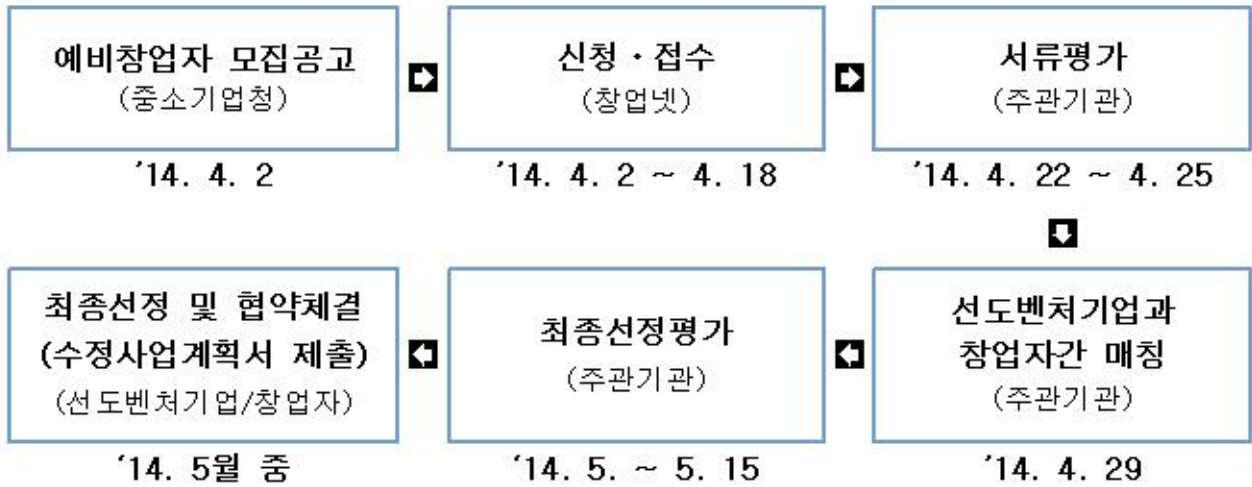 예비창업자 모집공고
(중소기업청)
'14. 4. 2
신청·접수
(창업넷)
'14. 4. 2 ~ 4. 18
서류평가
(주관기관)
'14. 4. 22 ~ 4. 25
선도벤처기업과
창업자간 매칭
(주관기관)
'14. 4. 29
최종선정평가
(주관기관)
'14. 5. ~ 5. 15
최종선정 및 협약체결
(수정사업계획서 제출)
(선도벤처기업/창업자)
'14. 5월 중